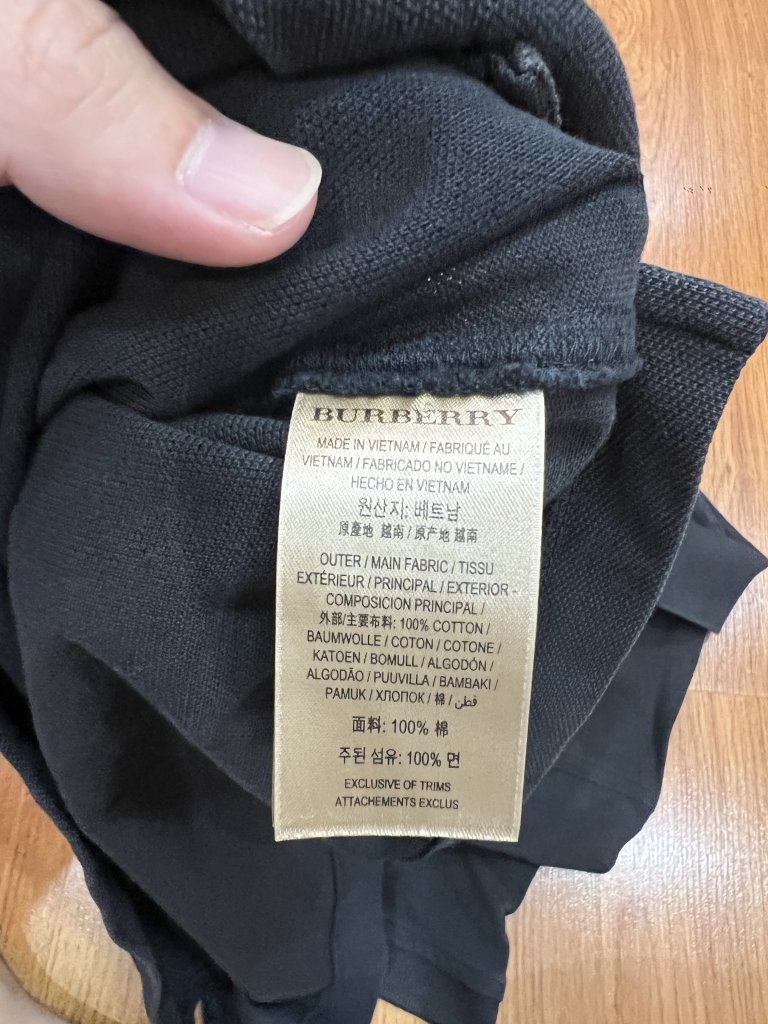 BURBERRY
MADE IN VIETNAM / FABRIQUÉ AU
VIETNAM / FABRICADO NO VIETNAME /
HECHO EN VIETNAM
원산지: 베트남
原產地 越南 / 原产地 越南
OUTER / MAIN FABRIC / TISSU
EXTÉRIEUR / PRINCIPAL / EXTERIOR -
COMPOSICION PRINCIPAL /
外部/主要布料: 100% COTTON /
BAUMWOLLE / COTON / COTONE /
KATOEN / BOMULL / ALGODÓN /
ALGODÃO / PUUVILLA / BAMBAKI /
PAMUK / ХЛОПОК / 棉 / قطن
面料: 100% 棉
주된 섬유: 100% 면
EXCLUSIVE OF TRIMS
ATTACHEMENTS EXCLUS